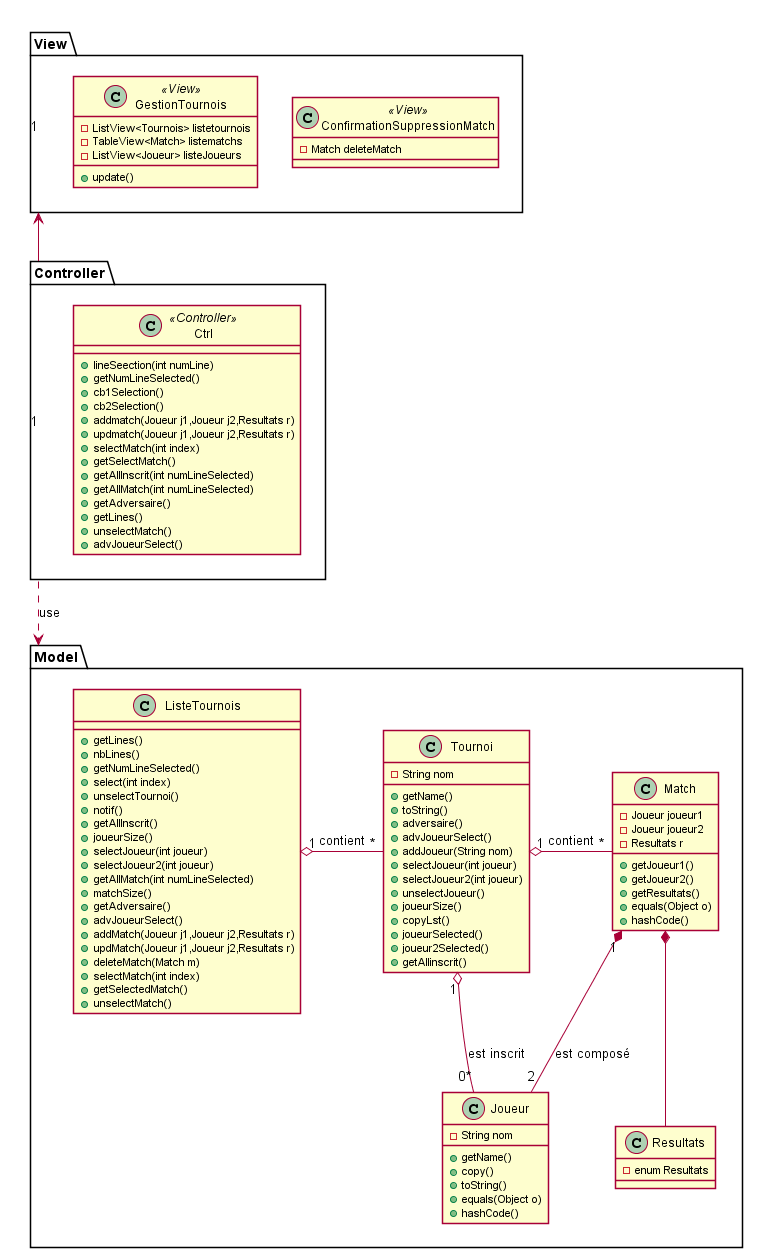 View
«View»
GestionTournois
ListView<Tournois> listetournois
TableView<Match> listematchs
ListView<Joueur> listeJoueurs
update()
«View»
ConfirmationSuppressionMatch
Match deleteMatch
1
Controller
«Controller»
Ctrl
lineSeection(int numLine)
getNumLineSelected()
cb1Selection()
cb2Selection()
addmatch(Joueur j1,Joueur j2,Resultats r)
updmatch(Joueur j1,Joueur j2,Resultats r)
selectMatch(int index)
getSelectMatch()
getAllInscrit(int numLineSelected)
getAllMatch(int numLineSelected)
getAdversaire()
getLines()
unselectMatch()
advJoueurSelect()
1
use
Model
ListeTournois
getLines()
nbLines()
getNumLineSelected()
select(int index)
unselectTournoi()
notif()
getAllInscrit()
joueurSize()
selectJoueur(int joueur)
selectJoueur2(int joueur)
getAllMatch(int numLineSelected)
matchSize()
getAdversaire()
advJoueurSelect()
addMatch(Joueur j1,Joueur j2,Resultats r)
updMatch(Joueur j1,Joueur j2,Resultats r)
deleteMatch(Match m)
selectMatch(int index)
getSelectedMatch()
unselectMatch()
1 contient *
Tournoi
String nom
getName()
toString()
adversaire()
advJoueurSelect()
addJoueur(String nom)
selectJoueur(int joueur)
selectJoueur2(int joueur)
unselectJoueur()
joueurSize()
copyLst()
joueurSelected()
joueur2Selected()
getAllinscrit()
1 contient *
Match
Joueur joueur1
Joueur joueur2
Resultats r
getJoueur1()
getJoueur2()
getResultats()
equals(Object o)
hashCode()
1
est inscrit
0*
1
est composé
2
Joueur
String nom
getName()
copy()
toString()
equals(Object o)
hashCode()
Resultats
enum Resultats